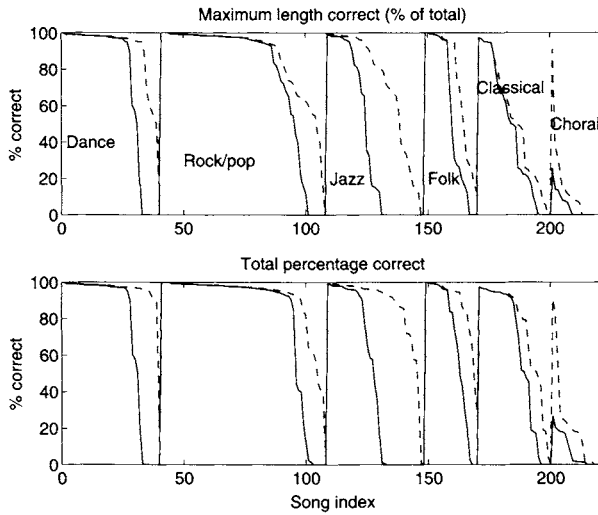 Maximum length correct (% of total)
% correct
100
80
60
40
20
0
Dance
Rock/pop
Jazz
Folk
Classical
Choral
0
50
100
150
200
Total percentage correct
% correct
100
80
60
40
20
0
0
50
100
150
200
Song index